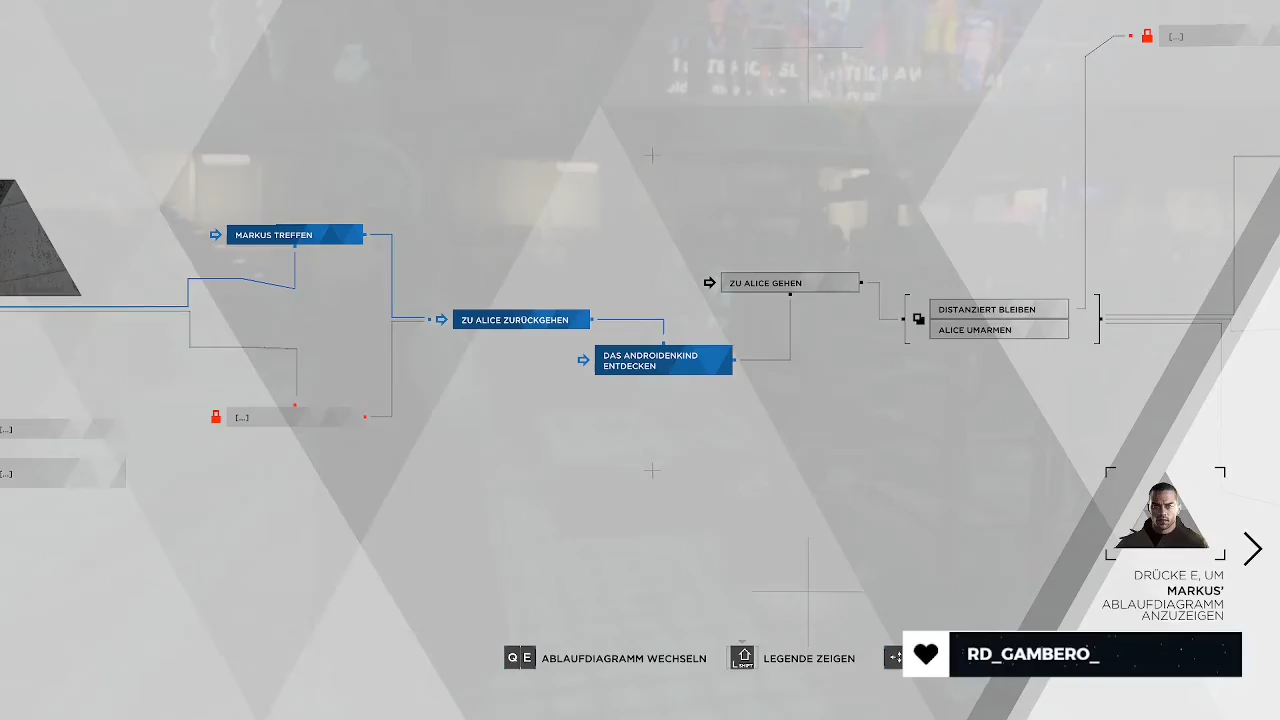 [...]
MARKUS TREFFEN
ZU ALICE GEHEN
DISTANZIERT BLEIBEN
ZU ALICE ZURÜCKGEHEN
ALICE UMARMEN
DAS ANDROIDENKIND
ENTDECKEN
[...]
[...]
[...]
DRÜCKE E, UM
MARKUS'
ABLAUFDIAGRAMM
ANZUZEIGEN
Q E ABLAUFDIAGRAMM WECHSELN
L SHIFT LEGENDE ZEIGEN
RD_GAMBERO_